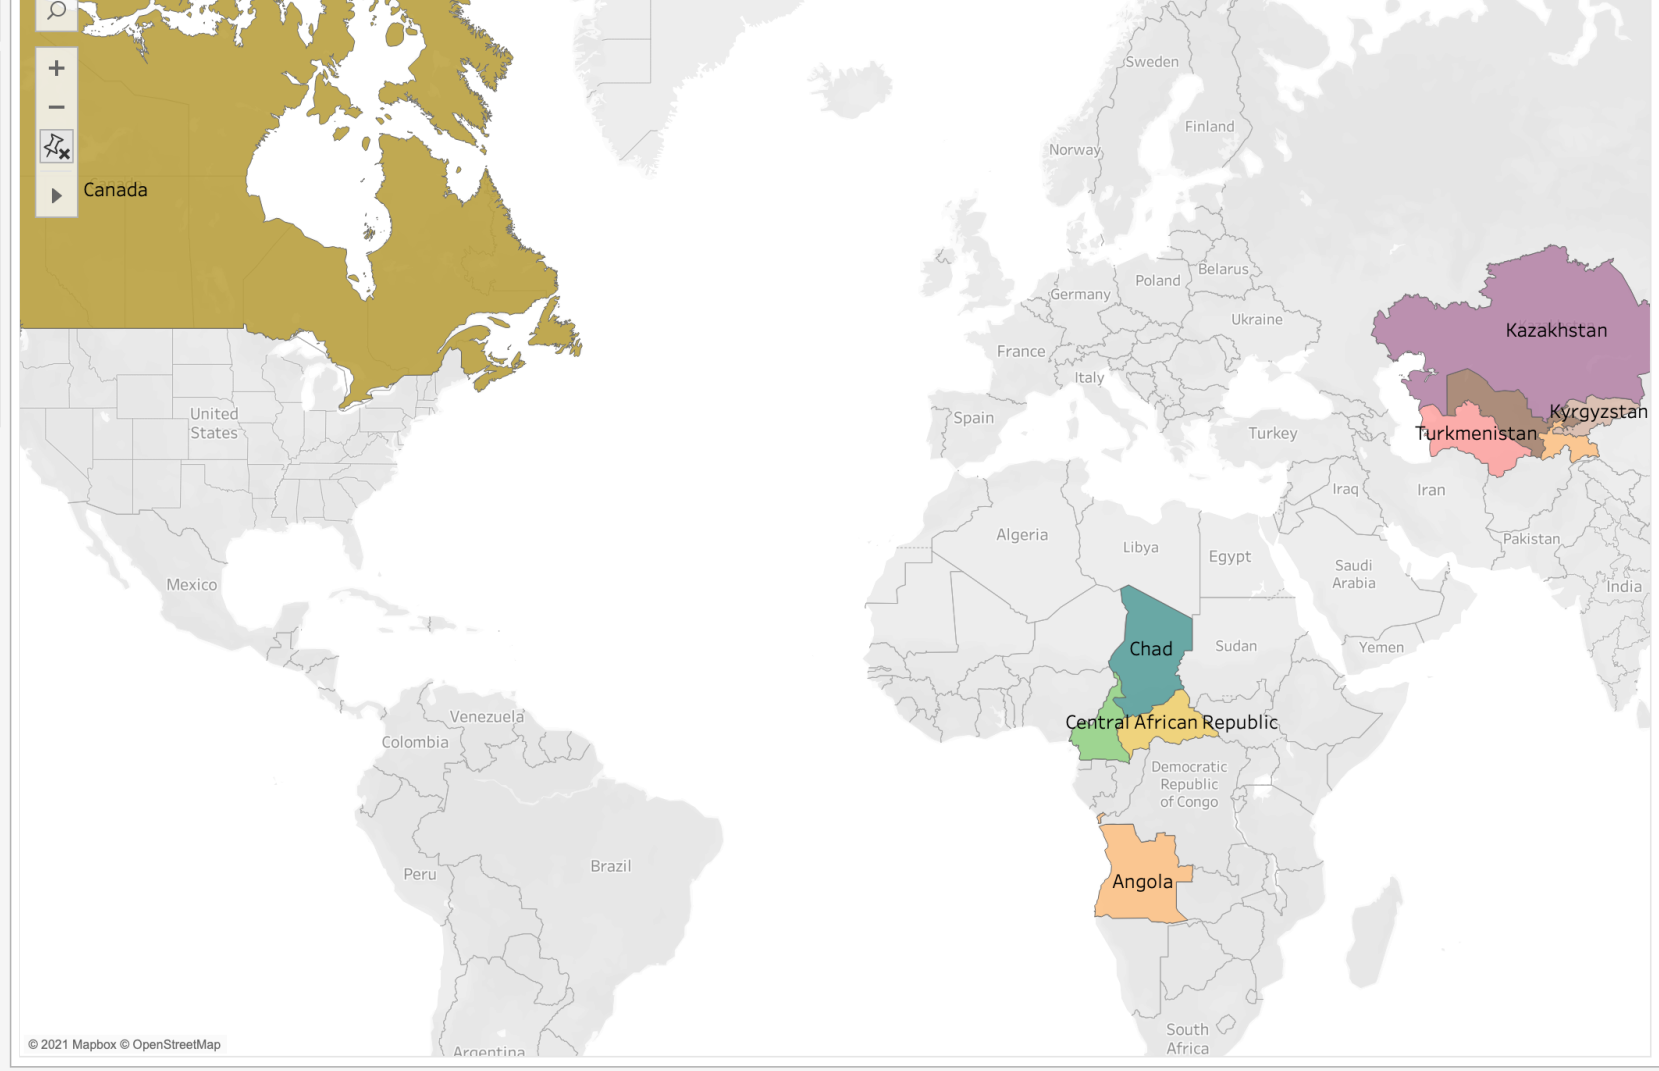 Sweden
Finland
Norway
Canada
Belarus
Poland
Germany
Ukraine
Kazakhstan
France
Italy
Kyrgyzstan
United
States
Spain
Turkey
Turkmenistan
Iraq
Iran
Algeria
Libya
Egypt
Pakistan
Saudi
Arabia
Mexico
India
Chad
Sudan
Yemen
Venezuela
Central African Republic
Colombia
Democratic
Republic
of Congo
Brazil
Peru
Angola
South
Africa
© 2021 Mapbox © OpenStreetMap
Argentina